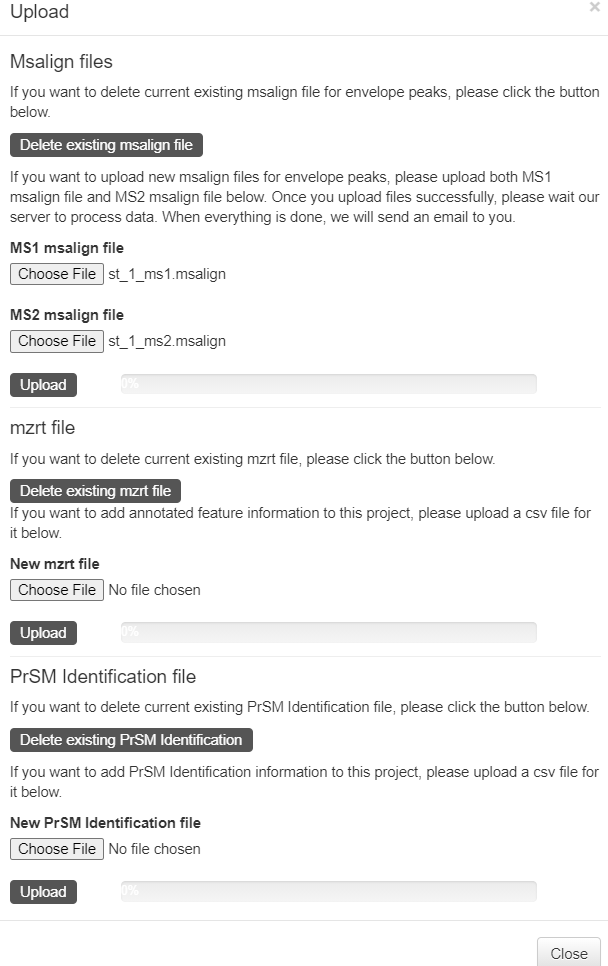 Upload
×
Msalign files
If you want to delete current existing msalign file for envelope peaks, please click the button
below.
Delete existing msalign file
If you want to upload new msalign files for envelope peaks, please upload both MS1
msalign file and MS2 msalign file below. Once you upload files successfully, please wait our
server to process data. When everything is done, we will send an email to you.
MS1 msalign file
Choose File st_1_ms1.msalign
MS2 msalign file
Choose File st_1_ms2.msalign
Upload 0%
mzrt file
If you want to delete current existing mzrt file, please click the button below.
Delete existing mzrt file
If you want to add annotated feature information to this project, please upload a csv file for
it below.
New mzrt file
Choose File No file chosen
Upload 0%
PrSM Identification file
If you want to delete current existing PrSM Identification file, please click the button below.
Delete existing PrSM Identification
If you want to add PrSM Identification information to this project, please upload a csv file for
it below.
New PrSM Identification file
Choose File No file chosen
Upload 0%
Close